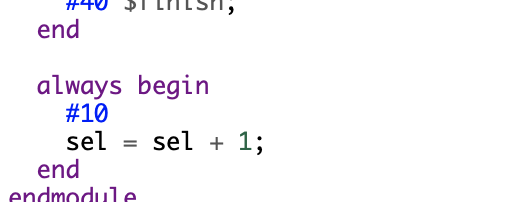 #40 $finish;
end
always begin
#10
sel = sel + 1;
end
endmodule